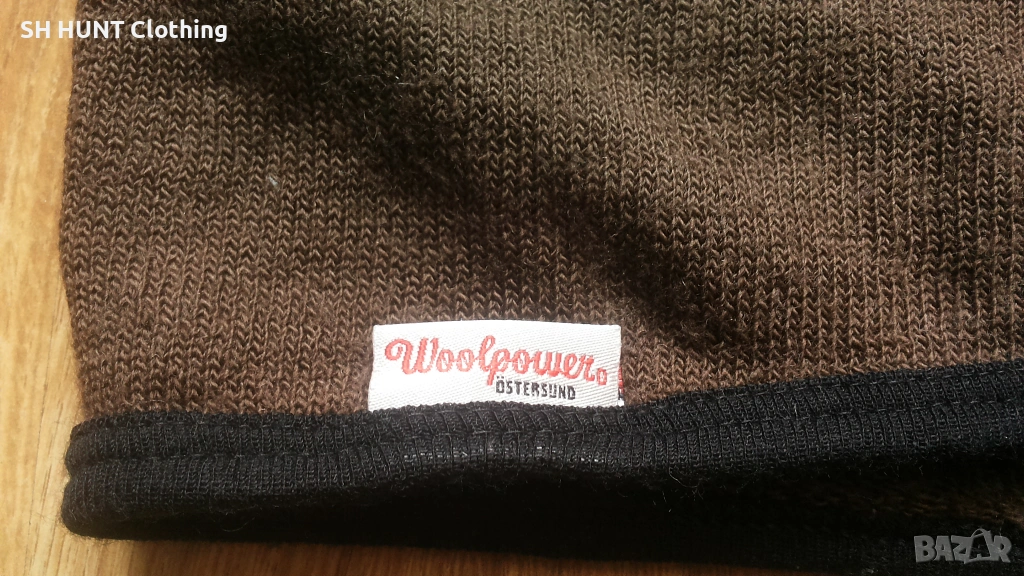 SH HUNT Clothing
Woolpower
ÖSTERSUND
BAZAR